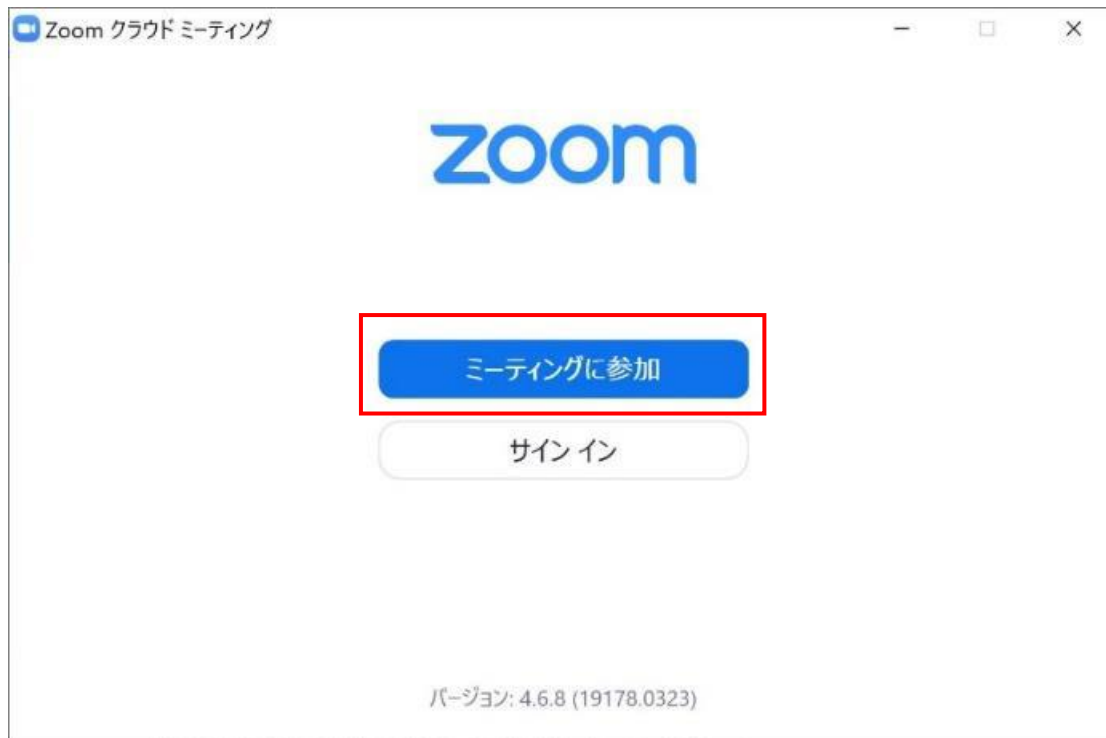 Zoom クラウド ミーティング
zoom
ミーティングに参加
サイン イン
バージョン: 4.6.8 (19178.0323)